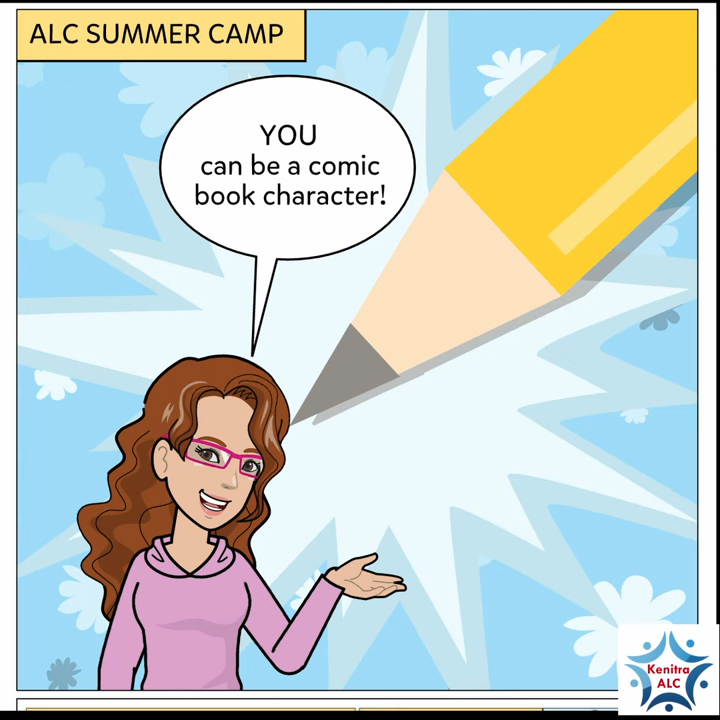 ALC SUMMER CAMP
YOU
can be a comic
book character!
Kenitra
ALC